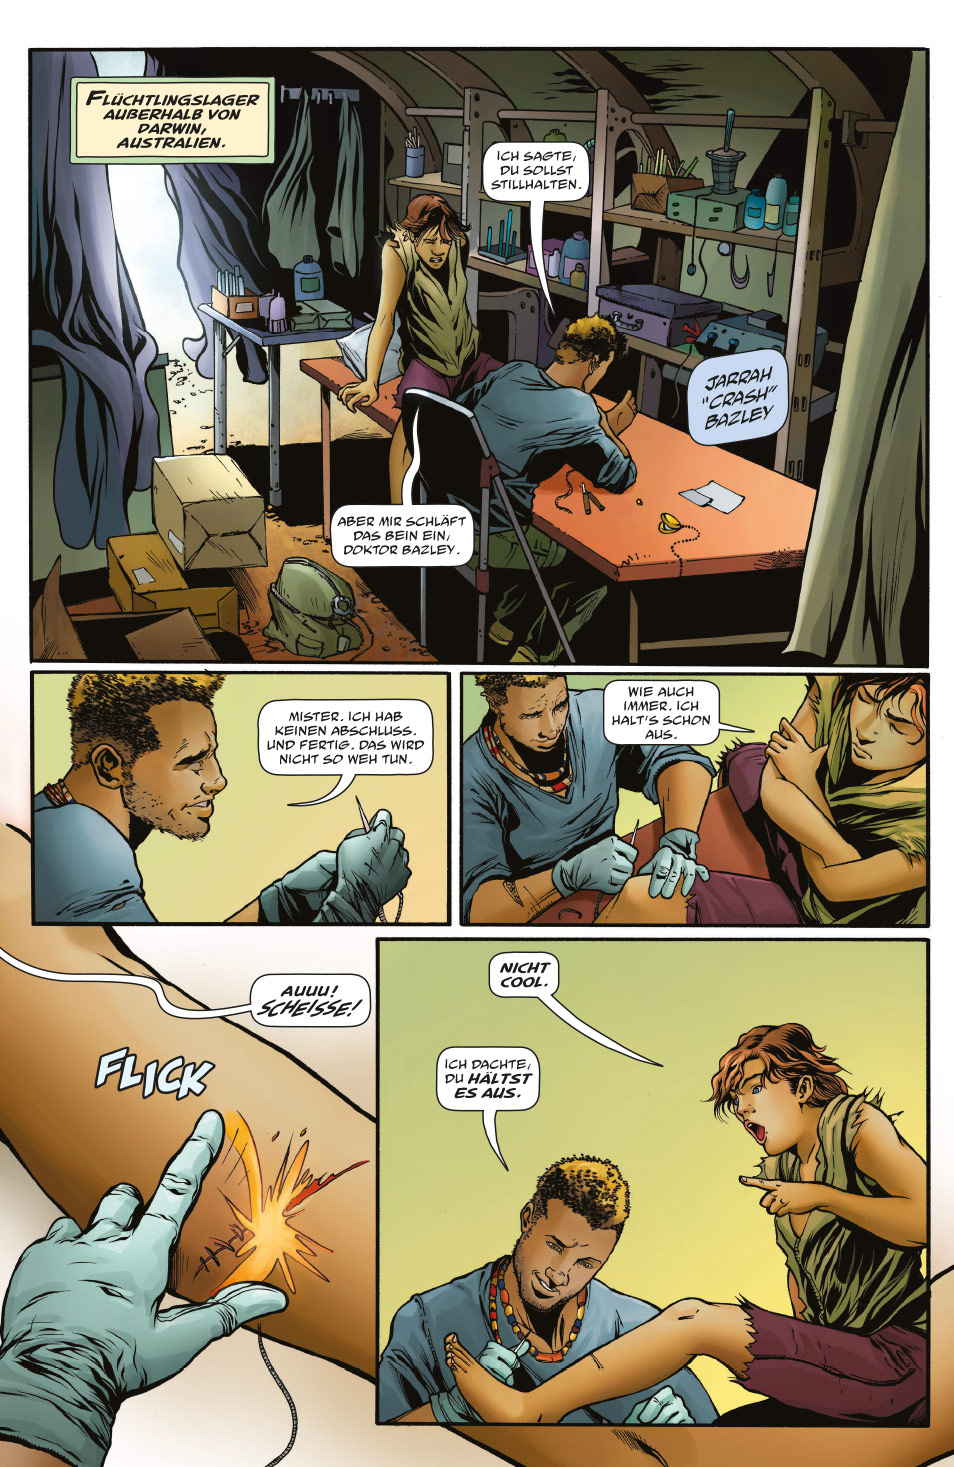 FLÜCHTLINGSLAGER
AUßERHALB VON
DARWIN,
AUSTRALIEN.
ICH SAGTE,
DU SOLLST
STILLHALTEN.
JARRAH
"CRASH"
BAZLEY
ABER MIR SCHLÄFT
DAS BEIN EIN,
DOKTOR BAZLEY.
MISTER. ICH HAB
KEINEN ABSCHLUSS.
UND FERTIG. DAS WIRD
NICHT SO WEH TUN.
WIE AUCH
IMMER. ICH
HALT'S SCHON
AUS.
AUUU!
SCHEISSE!
FLICK
NICHT
COOL.
ICH DACHTE,
DU HÄLTST
ES AUS.